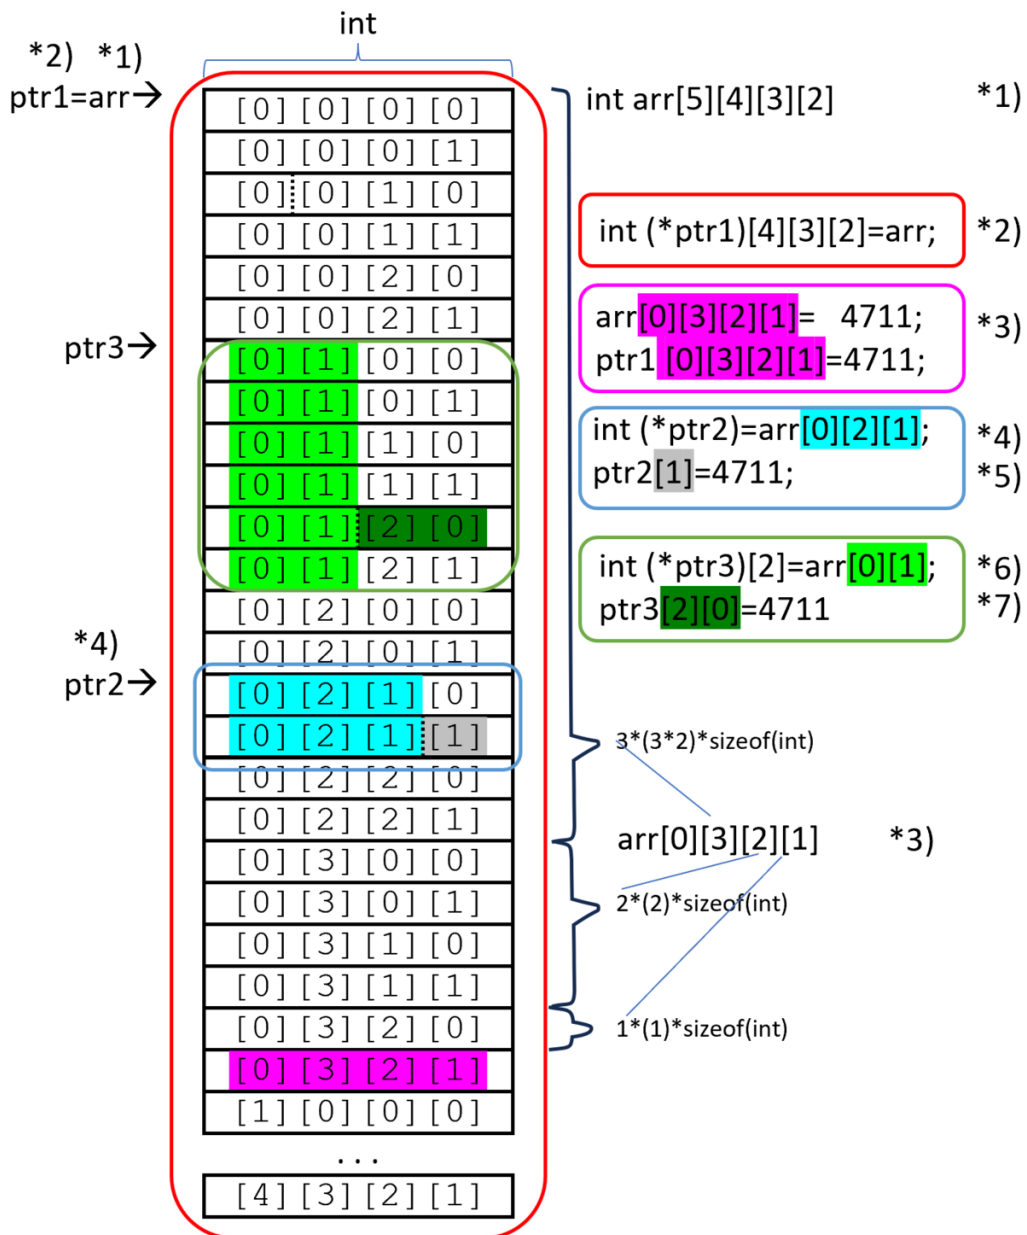 int
*2) *1)
ptr1=arr→
int arr[5][4][3][2] *1)
[0][0][0][0]
[0][0][0][1]
[0][0][1][0]
[0][0][1][1]
[0][0][2][0]
[0][0][2][1]
int (*ptr1)[4][3][2]=arr; *2)
arr[0][3][2][1]= 4711; *3)
ptr1 [0][3][2][1]=4711;
ptr3→
[0][1][0][0]
[0][1][0][1]
[0][1][1][0]
[0][1][1][1]
[0][1][2][0]
[0][1][2][1]
int (*ptr2)=arr[0][2][1]; *4)
ptr2[1]=4711; *5)
int (*ptr3)[2]=arr[0][1]; *6)
ptr3[2][0]=4711 *7)
[0][2][0][0]
[0][2][0][1]
*4)
ptr2→
[0][2][1][0]
[0][2][1][1]
[0][2][2][0]
[0][2][2][1]
3*(3*2)*sizeof(int)
arr[0][3][2][1] *3)
[0][3][0][0]
[0][3][0][1]
[0][3][1][0]
[0][3][1][1]
2*(2)*sizeof(int)
[0][3][2][0]
1*(1)*sizeof(int)
[0][3][2][1]
[1][0][0][0]
...
[4][3][2][1]